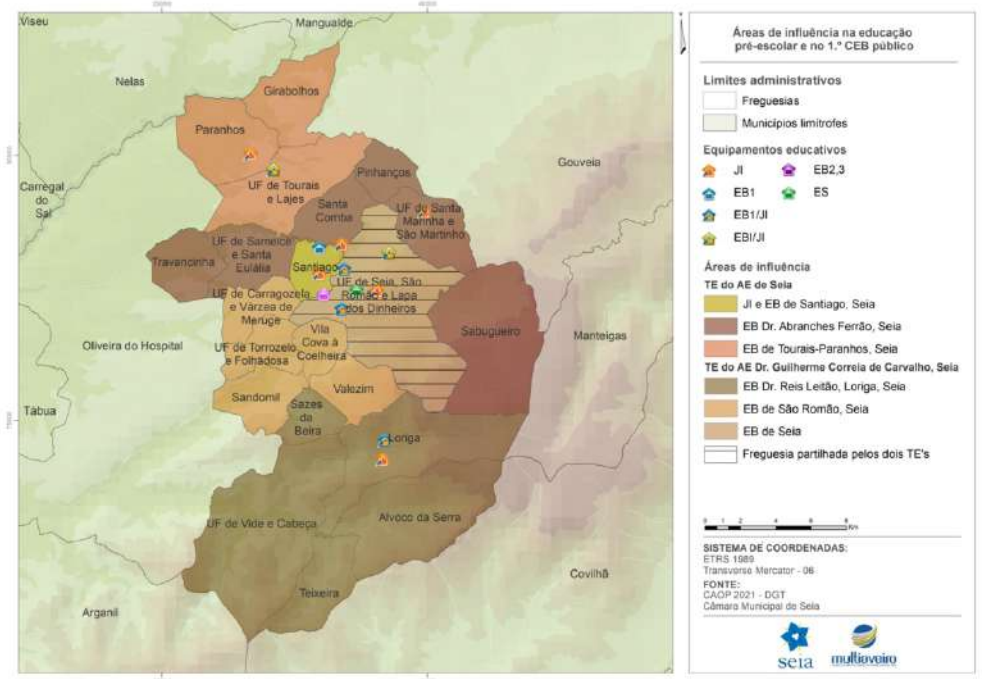 Viseu
Mangualde
Nelas
Girabolhos
Paranhos
Gouveia
Carregal
do
Sal
Pinhanços
UF de Tourais
e Lajes
Santa
Comba
UF de Santa
Marinha e
São Martinho
UF de Sameice
e Santa
Eulália
Travancinha
Santiago
UF de Seia, São
Romão e Lapa
dos Dinheiros
UF de Carragozela
e Várzea de
Meruge
Sabugueiro
Manteigas
Oliveira do Hospital
Vila
Cova à
Coelheira
UF de Torrozelo
e Folhadosa
Tábua
Sandomil
Valezim
Sazes
da
Beira
Loriga
UF de Vide e Cabeça
Alvoco da Serra
Teixeira
Covilhã
Arganil
Áreas de influência na educação
pré-escolar e no 1.º CEB público
Limites administrativos
Freguesias
Municípios limítrofes
Equipamentos educativos
JI
EB2,3
EB1
ES
EB1/JI
EBI/JI
Áreas de influência
TE do AE de Seia
JI e EB de Santiago, Seia
EB Dr. Abranches Ferrão, Seia
EB de Tourais-Paranhos, Seia
TE do AE Dr. Guilherme Correia de Carvalho, Seia
EB Dr. Reis Leitão, Loriga, Seia
EB de São Romão, Seia
EB de Seia
Freguesia partilhada pelos dois TE's
0 1 2 4 6 8
Km
SISTEMA DE COORDENADAS:
ETRS 1989
Transverse Mercator - 06
FONTE:
CAOP 2021 - DGT
Câmara Municipal de Seia
seia
multiaveiro